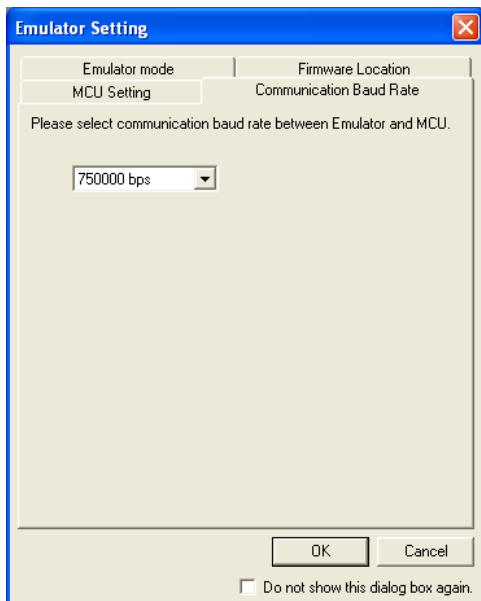 Emulator Setting
Emulator mode
Firmware Location
MCU Setting
Communication Baud Rate
Please select communication baud rate between Emulator and MCU.
750000 bps
OK
Cancel
Do not show this dialog box again.